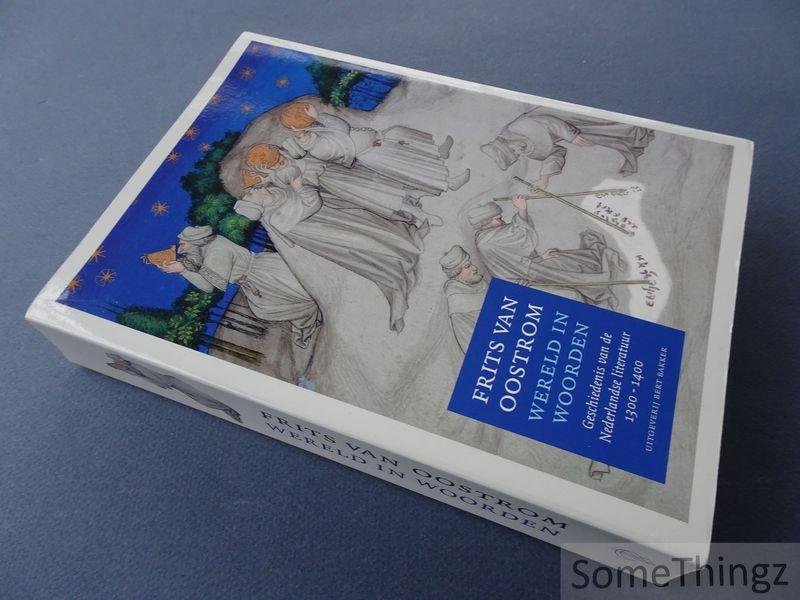 FRITS VAN
OOSTROM
WERELD IN
WOORDEN
Geschiedenis van de
Nederlandse literatuur
1300 - 1400
UITGEVERIJ BERT BAKKER
FRITS VAN OOSTROM
WERELD IN WOORDEN
SomeThingz